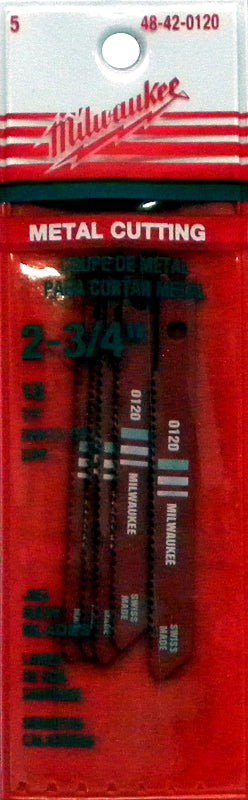 5 48-42-0120
Milwaukee
METAL CUTTING
COUPE DE METAL
PARA CORTAR METAL
2-3/4"
0120
MILWAUKEE
SWISS
MADE
0120
MILWAUKEE
SWISS
MADE